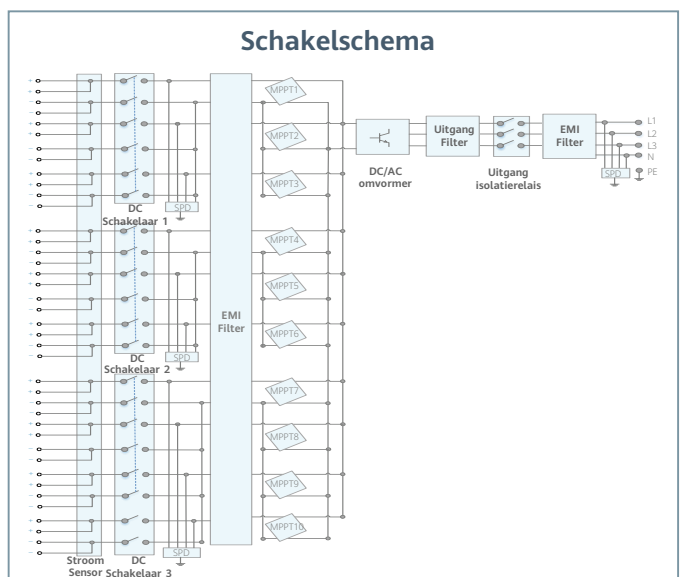 Schakelschema
MPPT1
MPPT2
MPPT3
SPD
DC
Schakelaar 1
MPPT4
MPPT5
MPPT6
SPD
DC
Schakelaar 2
EMI
Filter
MPPT7
MPPT8
MPPT9
MPPT10
SPD
Stroom
Sensor
DC
Schakelaar 3
DC/AC
omvormer
Uitgang
Filter
Uitgang
isolatierelais
EMI
Filter
SPD
L1
L2
L3
N
PE